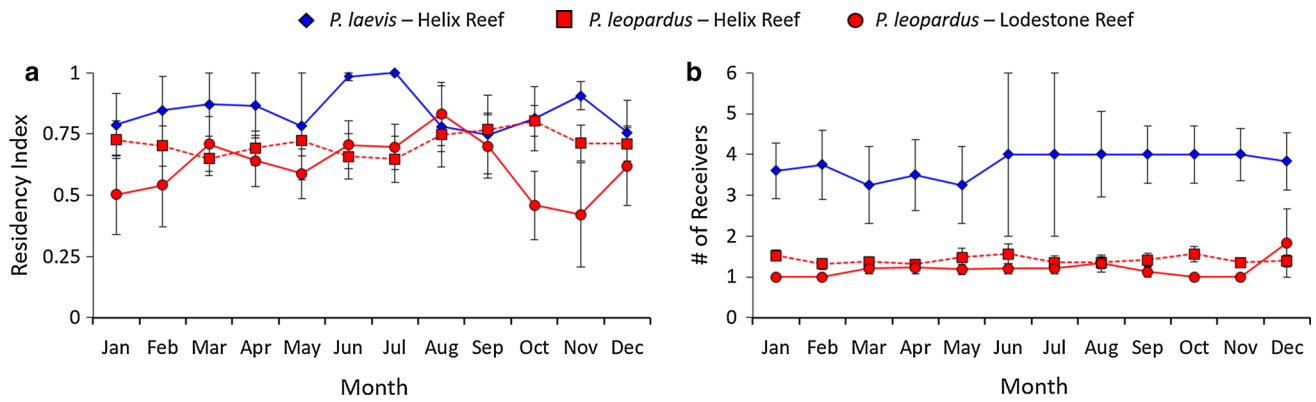 P. laevis – Helix Reef P. leopardus – Helix Reef P. leopardus – Lodestone Reef
a
Residency Index
1
0.75
0.5
0.25
0
Jan Feb Mar Apr May Jun Jul Aug Sep Oct Nov Dec
Month
b
# of Receivers
6
5
4
3
2
1
0
Jan Feb Mar Apr May Jun Jul Aug Sep Oct Nov Dec
Month